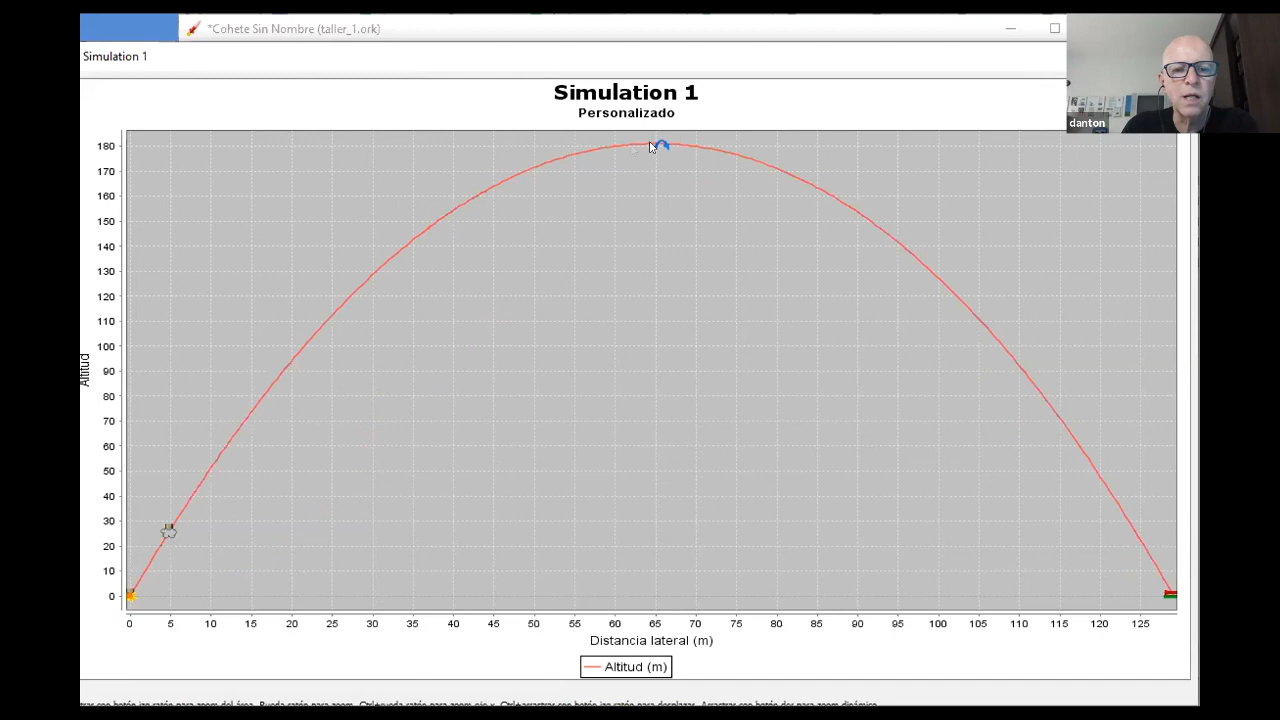 *Cohete Sin Nombre (taller_1.ork)
Simulation 1
danton
Simulation 1
Personalizado
180
170
160
150
140
130
120
110
100
90
80
70
60
50
40
30
20
10
0
Altitud
0 5 10 15 20 25 30 35 40 45 50 55 60 65 70 75 80 85 90 95 100 105 110 115 120 125
Distancia lateral (m)
Altitud (m)